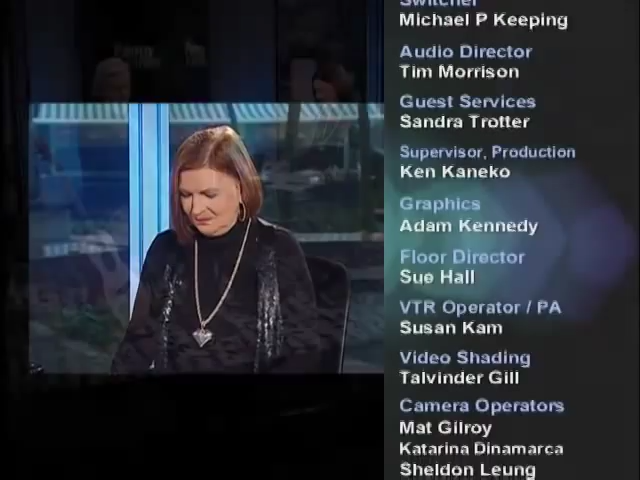 Switcher
Michael P Keeping
Audio Director
Tim Morrison
Guest Services
Sandra Trotter
Supervisor, Production
Ken Kaneko
Graphics
Adam Kennedy
Floor Director
Sue Hall
VTR Operator / PA
Susan Kam
Video Shading
Talvinder Gill
Camera Operators
Mat Gilroy
Katarina Dinamarca
Sheldon Leung